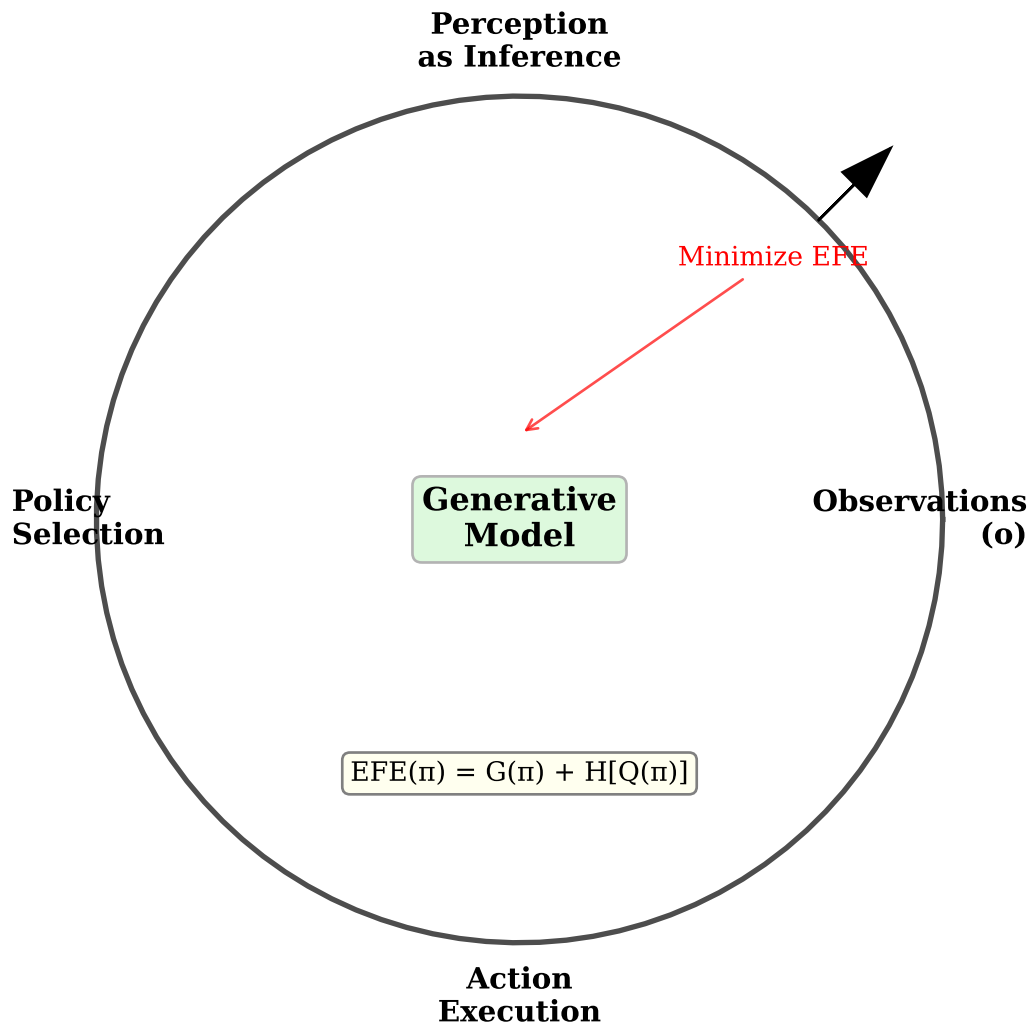 Perception
as Inference
Minimize EFE
Policy
Selection
Generative
Model
Observations
(o)
EFE(π) = G(π) + H[Q(π)]
Action
Execution